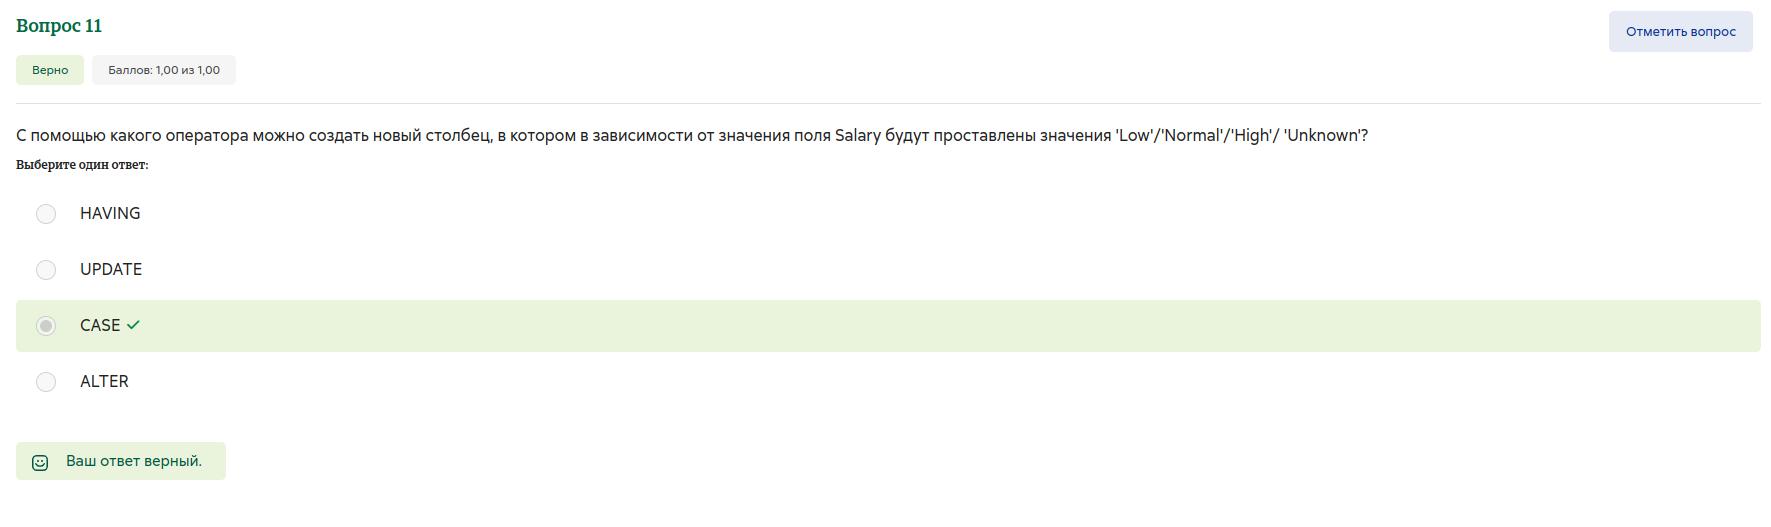 Вопрос 11
Отметить вопрос
Верно
Баллов: 1,00 из 1,00
С помощью какого оператора можно создать новый столбец, в котором в зависимости от значения поля Salary будут проставлены значения 'Low'/'Normal'/'High'/ 'Unknown'?
Выберите один ответ:
HAVING
UPDATE
CASE
ALTER
Ваш ответ верный.